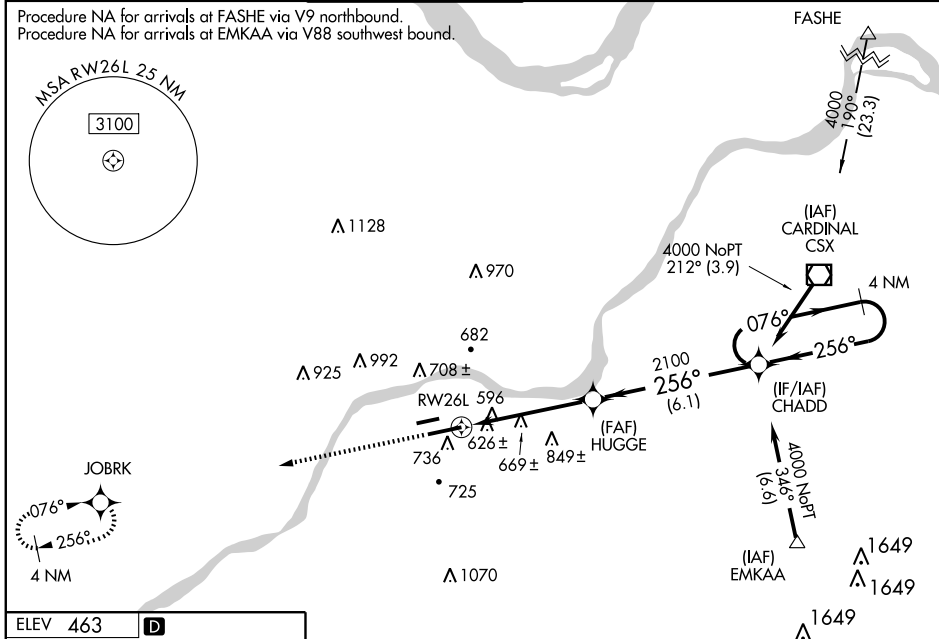 Procedure NA for arrivals at FASHE via V9 northbound.
Procedure NA for arrivals at EMKAA via V88 southwest bound.
MSA RW26L 25 NM
3100
FASHE
4000
190°
(23.3)
(IAF)
CARDINAL
CSX
4000 NoPT
212° (3.9)
4 NM
076°
256°
1128
970
682
925
992
708 ±
2100
256°
(6.1)
(IF/IAF)
CHADD
RW26L
596
(FAF)
HUGGE
736
626 ±
669 ±
849 ±
725
4000 NoPT
346°
(6.6)
JOBRK
076°
256°
4 NM
(IAF)
EMKAA
1070
1649
1649
1649
ELEV 463
D